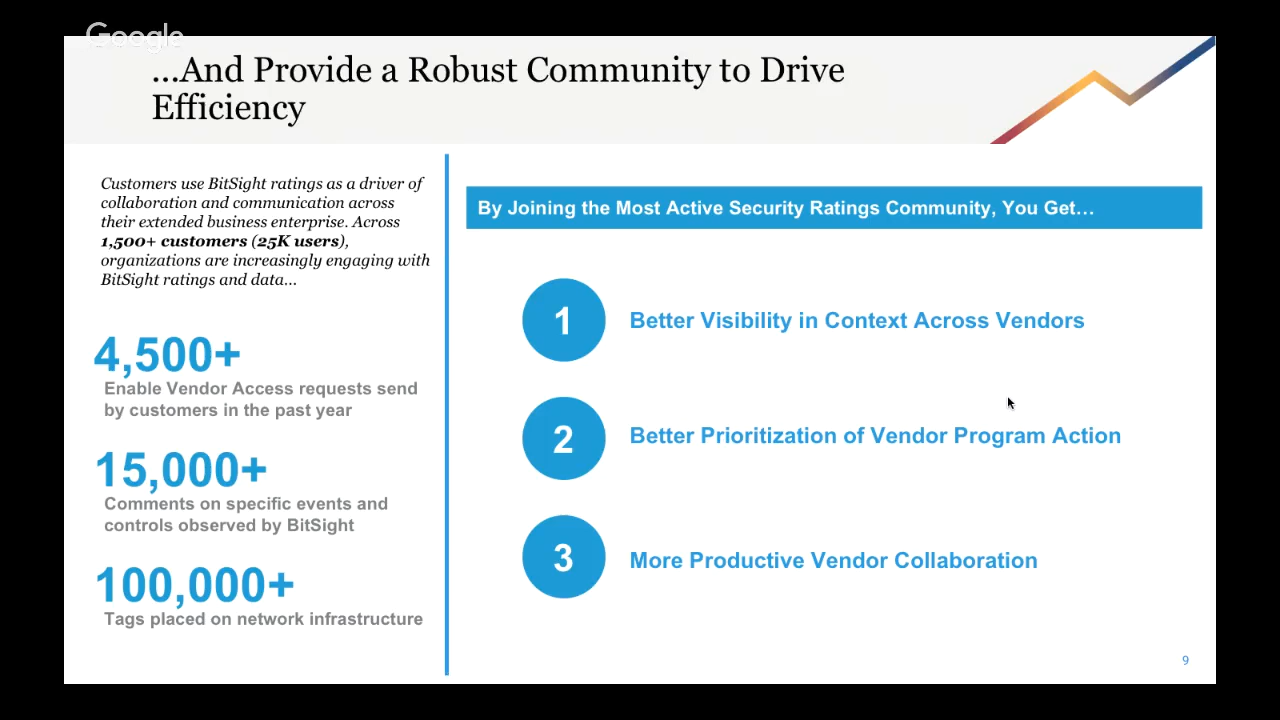 Google
...And Provide a Robust Community to Drive
Efficiency
Customers use BitSight ratings as a driver of
collaboration and communication across
their extended business enterprise. Across
1,500+ customers (25K users),
organizations are increasingly engaging with
BitSight ratings and data...
4,500+
Enable Vendor Access requests send
by customers in the past year
15,000+
Comments on specific events and
controls observed by BitSight
100,000+
Tags placed on network infrastructure
By Joining the Most Active Security Ratings Community, You Get...
1 Better Visibility in Context Across Vendors
2 Better Prioritization of Vendor Program Action
3 More Productive Vendor Collaboration
9